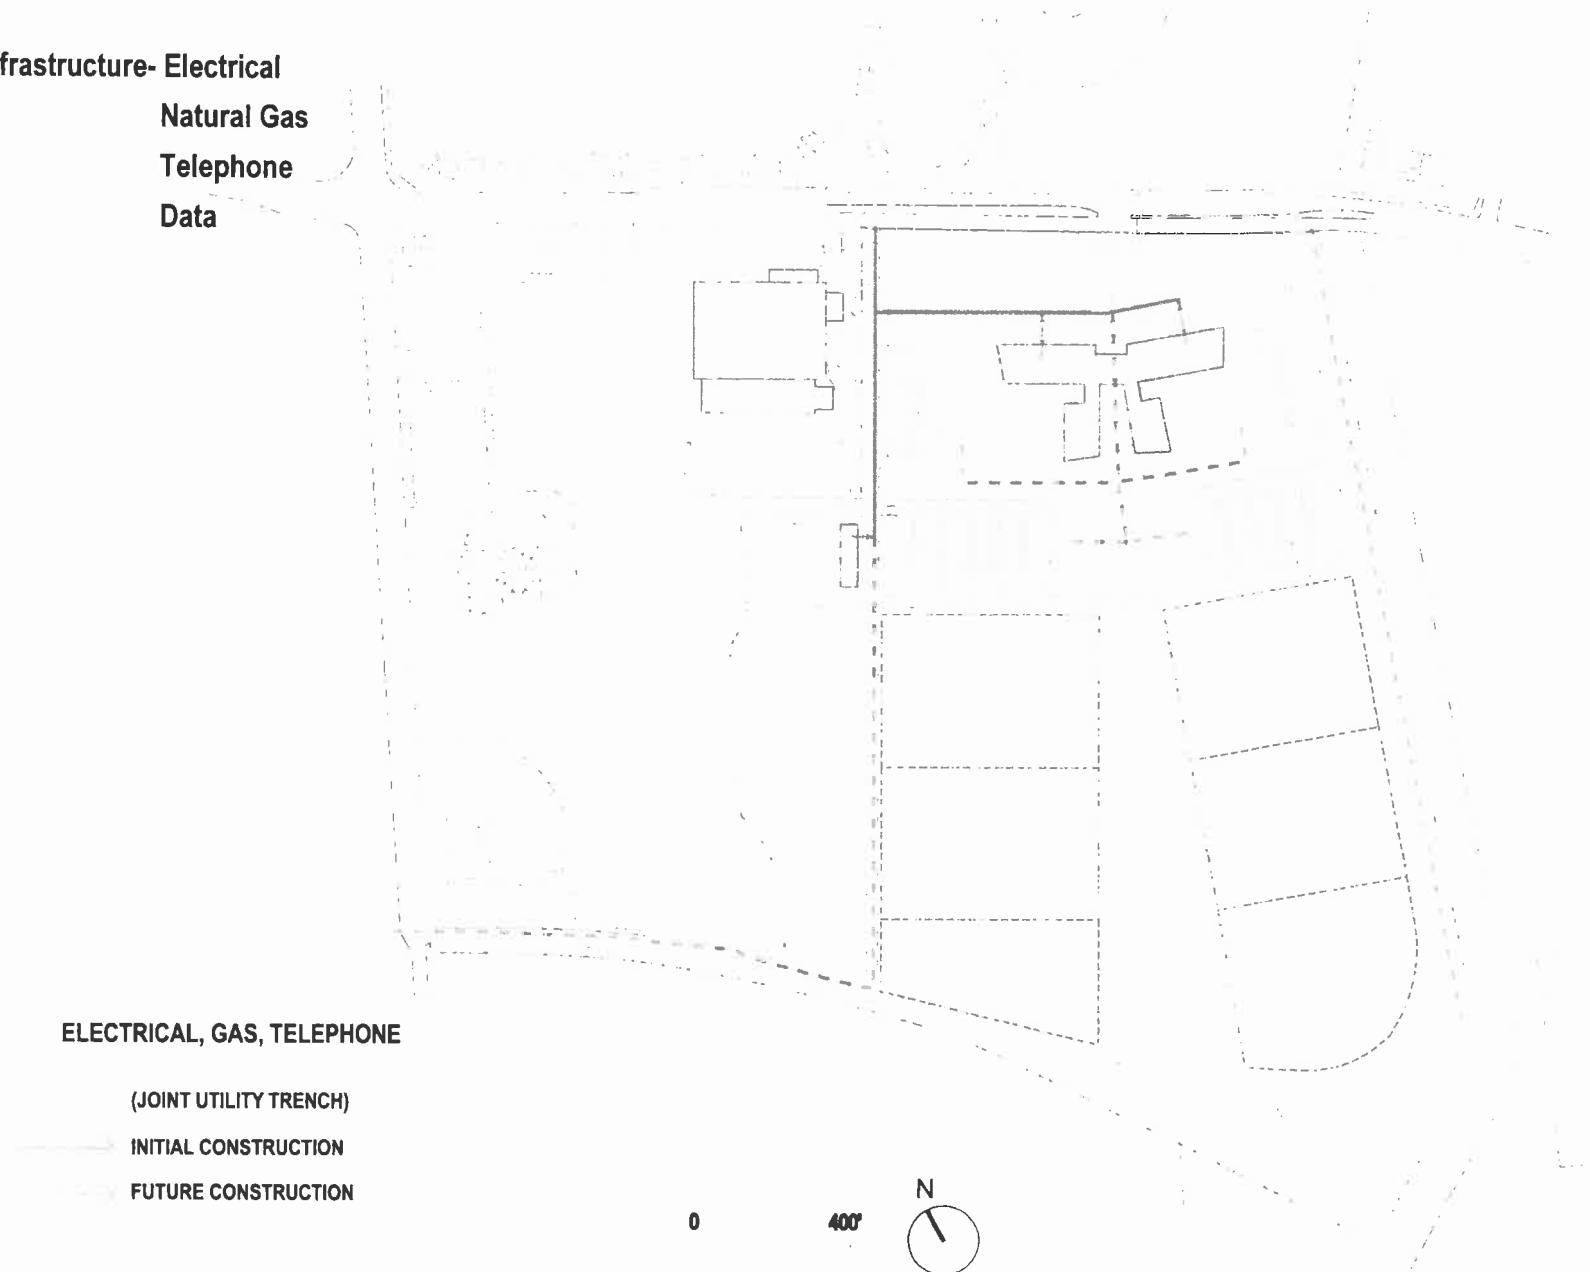 frastructure- Electrical
Natural Gas
Telephone
Data
ELECTRICAL, GAS, TELEPHONE
(JOINT UTILITY TRENCH)
INITIAL CONSTRUCTION
FUTURE CONSTRUCTION
0 400'
N